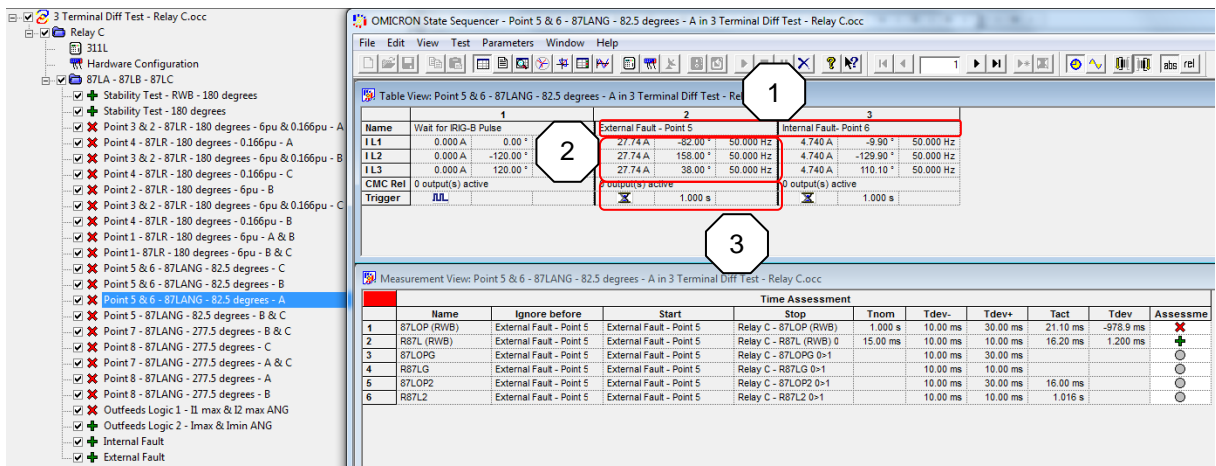 3 Terminal Diff Test - Relay C.occ
Relay C
311L
Hardware Configuration
87LA - 87LB - 87LC
Stability Test - RWB - 180 degrees
Stability Test - 180 degrees
Point 3 & 2 - 87LR - 180 degrees - 6pu & 0.166pu - A
Point 4 - 87LR - 180 degrees - 0.166pu - A
Point 3 & 2 - 87LR - 180 degrees - 6pu & 0.166pu - B
Point 4 - 87LR - 180 degrees - 0.166pu - C
Point 2 - 87LR - 180 degrees - 6pu - B
Point 3 & 2 - 87LR - 180 degrees - 6pu & 0.166pu - C
Point 4 - 87LR - 180 degrees - 0.166pu - B
Point 1 - 87LR - 180 degrees - 6pu - A & B
Point 1- 87LR - 180 degrees - 6pu - B & C
Point 5 & 6 - 87LANG - 82.5 degrees - C
Point 5 & 6 - 87LANG - 82.5 degrees - B
Point 5 & 6 - 87LANG - 82.5 degrees - A
Point 5 - 87LANG - 82.5 degrees - B & C
Point 7 - 87LANG - 277.5 degrees - B & C
Point 8 - 87LANG - 277.5 degrees - C
Point 7 - 87LANG - 277.5 degrees - A & C
Point 8 - 87LANG - 277.5 degrees - A
Point 8 - 87LANG - 277.5 degrees - B
Outfeeds Logic 1 - I1 max & I2 max ANG
Outfeeds Logic 2 - Imax & Imin ANG
Internal Fault
External Fault
OMICRON State Sequencer - Point 5 & 6 - 87LANG - 82.5 degrees - A in 3 Terminal Diff Test - Relay C.occ
File Edit View Test Parameters Window Help
1 abs rel
Table View: Point 5 & 6 - 87LANG - 82.5 degrees - A in 3 Terminal Diff Test - Rel
1
1 2 3
Name Wait for IRIG-B Pulse External Fault - Point 5 Internal Fault- Point 6
I L1 0.000 A 0.00 ° 27.74 A -82.00 ° 50.000 Hz 4.740 A -9.90 ° 50.000 Hz
I L2 0.000 A -120.00 ° 27.74 A 158.00 ° 50.000 Hz 4.740 A -129.90 ° 50.000 Hz
2
I L3 0.000 A 120.00 ° 27.74 A 38.00 ° 50.000 Hz 4.740 A 110.10 ° 50.000 Hz
CMC Rel 0 output(s) active 0 output(s) active 0 output(s) active
Trigger 1.000 s 1.000 s
3
Measurement View: Point 5 & 6 - 87LANG - 82.5 degrees - A in 3 Terminal Diff Test - Relay C.occ
Time Assessment
Name Ignore before Start Stop Tnom Tdev- Tdev+ Tact Tdev Assessme
1 87LOP (RWB) External Fault - Point 5 External Fault - Point 5 Relay C - 87LOP (RWB) 1.000 s 10.00 ms 30.00 ms 21.10 ms -978.9 ms
2 R87L (RWB) External Fault - Point 5 External Fault - Point 5 Relay C - R87L (RWB) 0 15.00 ms 10.00 ms 10.00 ms 16.20 ms 1.200 ms
3 87LOPG External Fault - Point 5 External Fault - Point 5 Relay C - 87LOPG 0>1 10.00 ms 30.00 ms
4 R87LG External Fault - Point 5 External Fault - Point 5 Relay C - R87LG 0>1 10.00 ms 10.00 ms
5 87LOP2 External Fault - Point 5 External Fault - Point 5 Relay C - 87LOP2 0>1 10.00 ms 30.00 ms 16.00 ms
6 R87L2 External Fault - Point 5 External Fault - Point 5 Relay C - R87L2 0>1 10.00 ms 10.00 ms 1.016 s